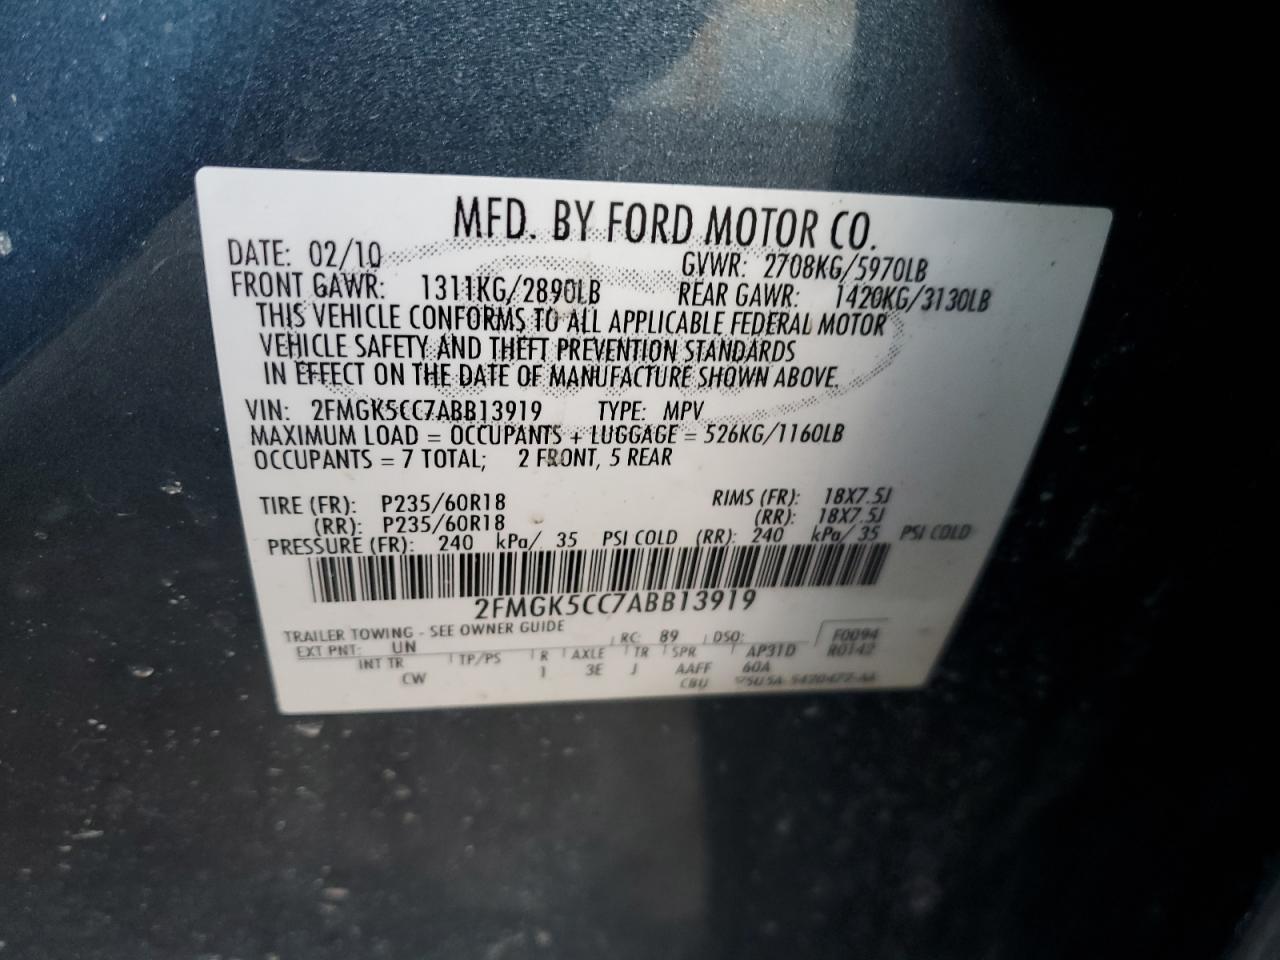 MFD. BY FORD MOTOR CO.
DATE: 02/10 GVWR: 2708KG/5970LB
FRONT GAWR: 1311KG/2890LB REAR GAWR: 1420KG/3130LB
THIS VEHICLE CONFORMS TO ALL APPLICABLE FEDERAL MOTOR
VEHICLE SAFETY AND THEFT PREVENTION STANDARDS
IN EFFECT ON THE DATE OF MANUFACTURE SHOWN ABOVE.
VIN: 2FMGK5CC7ABB13919 TYPE: MPV
MAXIMUM LOAD = OCCUPANTS + LUGGAGE = 526KG/1160LB
OCCUPANTS = 7 TOTAL; 2 FRONT, 5 REAR
TIRE (FR): P235/60R18 RIMS (FR): 18X7.5J
(RR): P235/60R18 (RR): 18X7.5J
PRESSURE (FR): 240 kPa/ 35 PSI COLD (RR): 240 kPa/ 35 PSI COLD
2FMGK5CC7ABB13919
TRAILER TOWING - SEE OWNER GUIDE
EXT PNT: UN RC: 89 DSO: F0094
INT TR TP/PS R AXLE TR SPR AP31D R0142
CW 1 3E J AAFF 60A
CBU